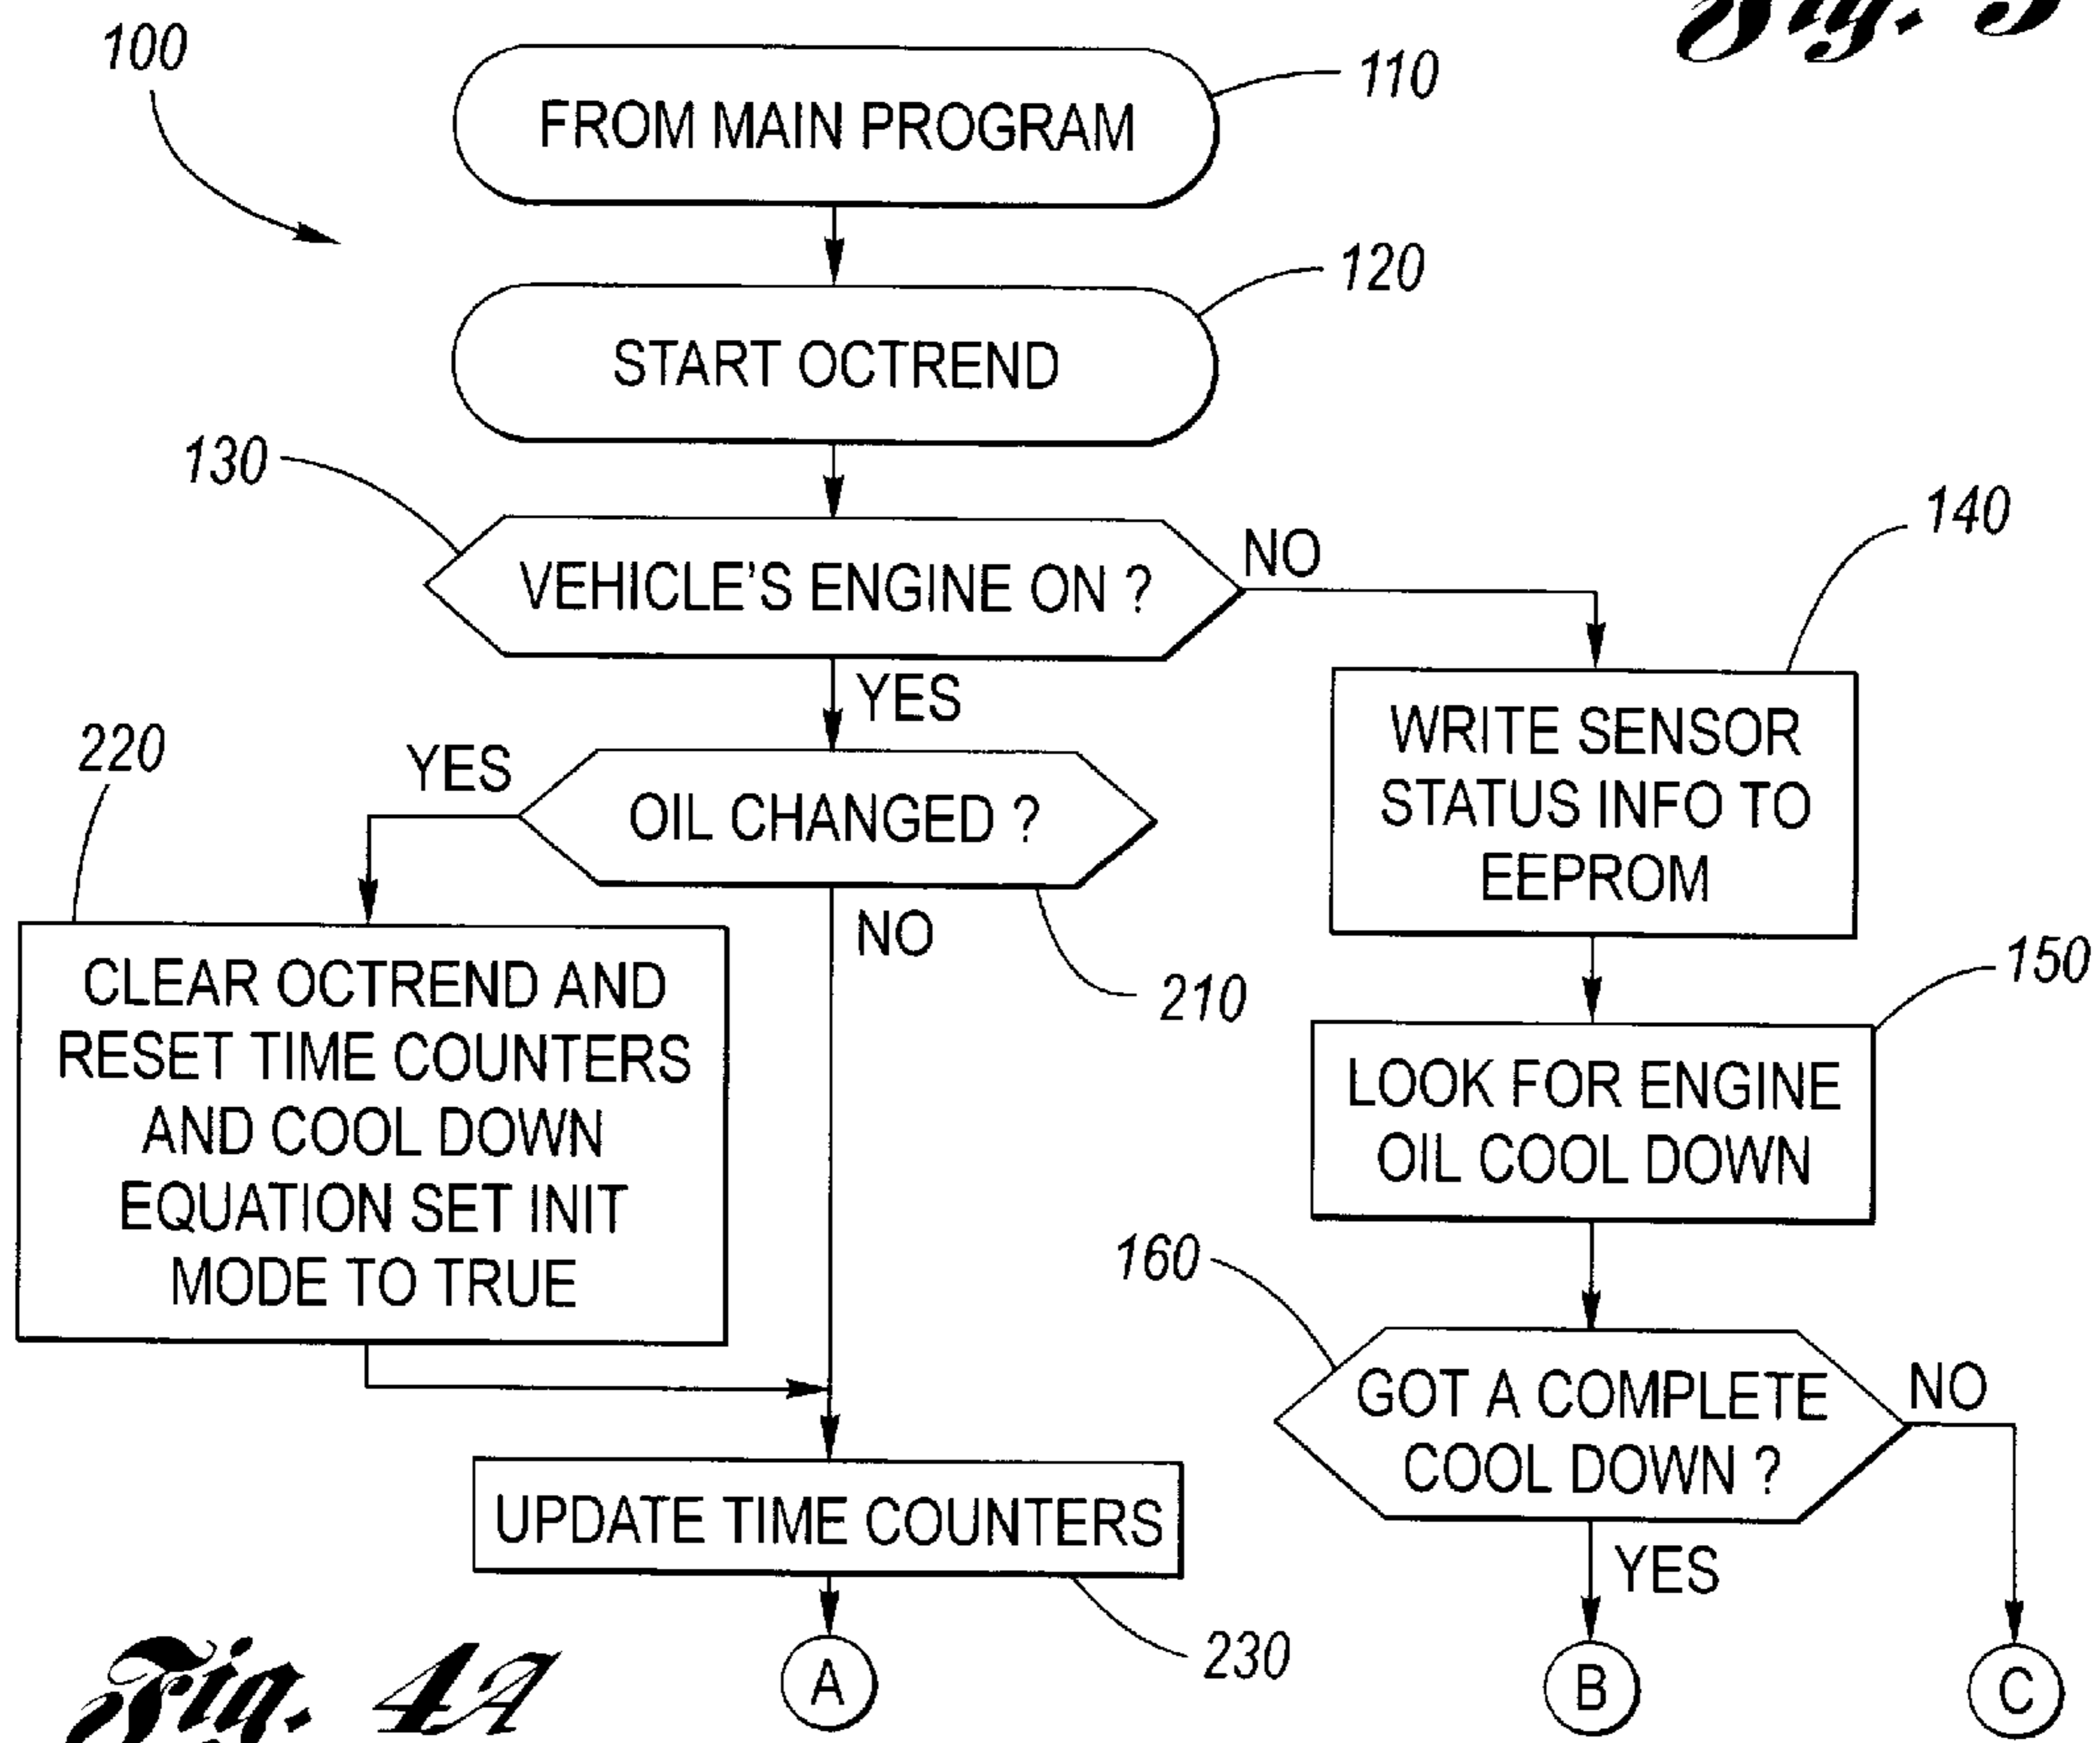 Fig. 3
100
FROM MAIN PROGRAM
110
START OCTREND
120
130
VEHICLE'S ENGINE ON ?
NO
YES
140
WRITE SENSOR
STATUS INFO TO
EEPROM
220
YES
OIL CHANGED ?
NO
210
150
CLEAR OCTREND AND
RESET TIME COUNTERS
AND COOL DOWN
EQUATION SET INIT
MODE TO TRUE
LOOK FOR ENGINE
OIL COOL DOWN
160
GOT A COMPLETE
COOL DOWN ?
NO
YES
UPDATE TIME COUNTERS
230
A
B
C
Fig. 4A